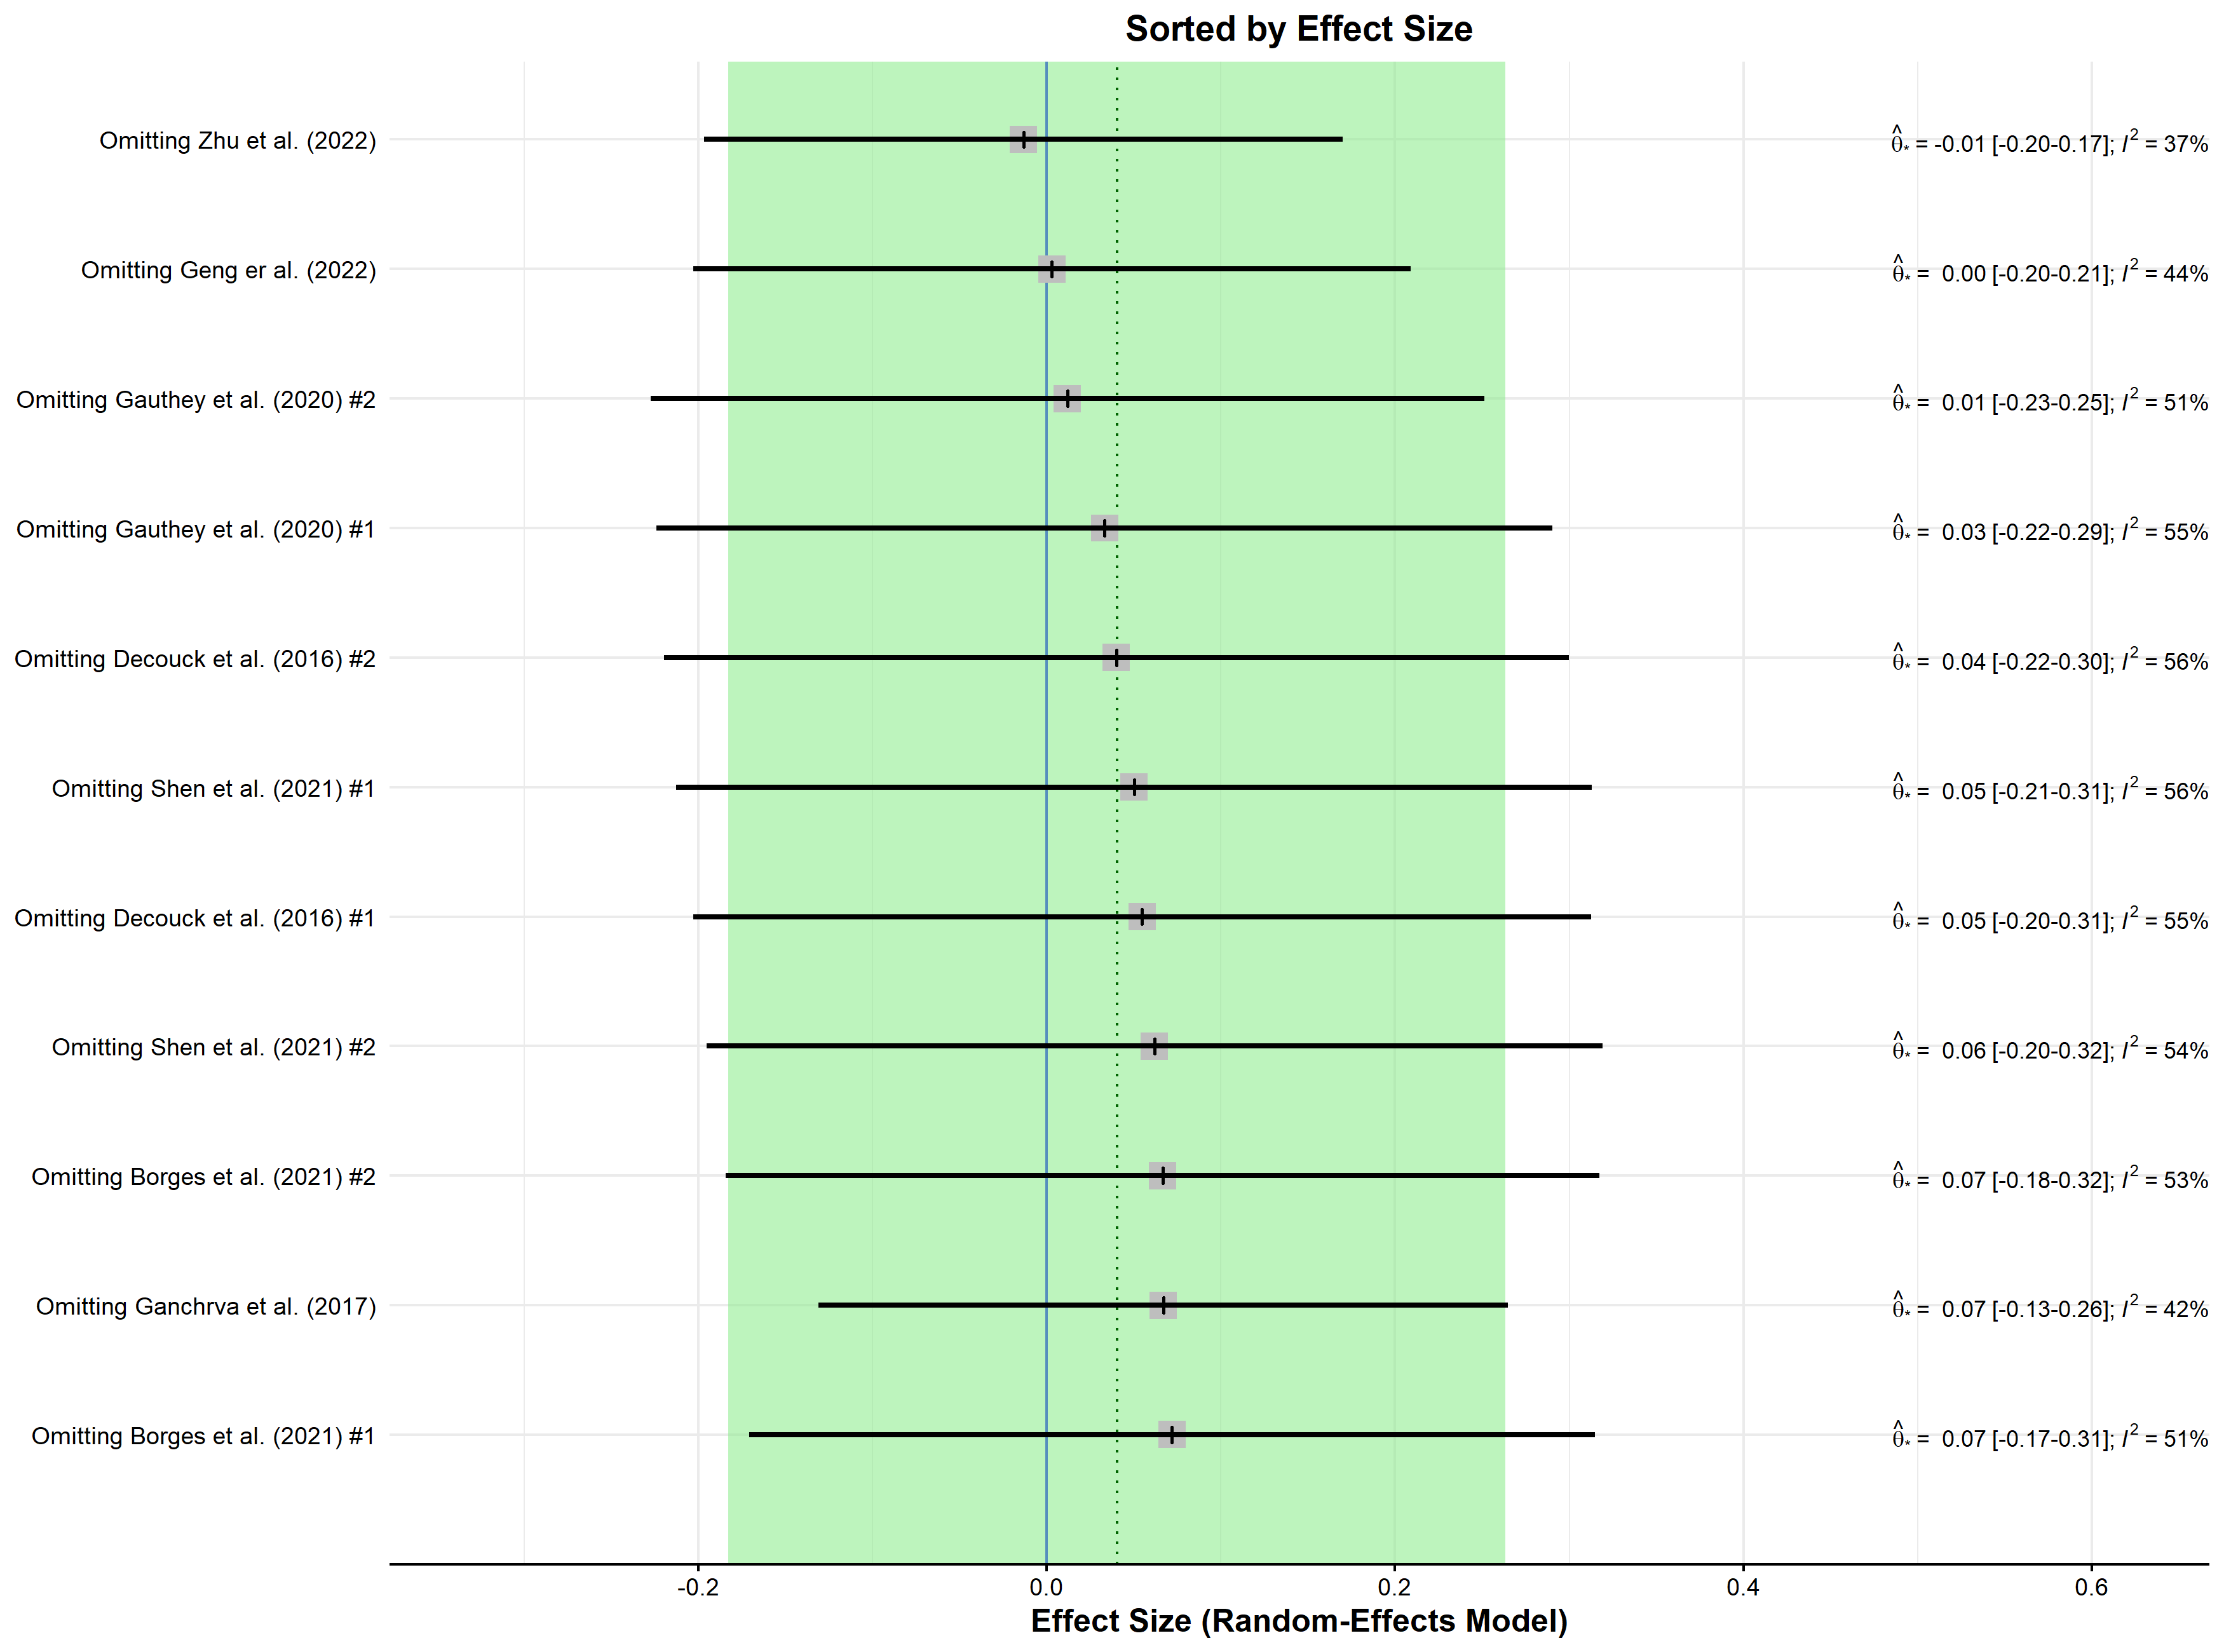 Sorted by Effect Size
Omitting Zhu et al. (2022) θ̂* = -0.01 [-0.20-0.17]; I² = 37%
Omitting Geng er al. (2022) θ̂* = 0.00 [-0.20-0.21]; I² = 44%
Omitting Gauthey et al. (2020) #2 θ̂* = 0.01 [-0.23-0.25]; I² = 51%
Omitting Gauthey et al. (2020) #1 θ̂* = 0.03 [-0.22-0.29]; I² = 55%
Omitting Decouck et al. (2016) #2 θ̂* = 0.04 [-0.22-0.30]; I² = 56%
Omitting Shen et al. (2021) #1 θ̂* = 0.05 [-0.21-0.31]; I² = 56%
Omitting Decouck et al. (2016) #1 θ̂* = 0.05 [-0.20-0.31]; I² = 55%
Omitting Shen et al. (2021) #2 θ̂* = 0.06 [-0.20-0.32]; I² = 54%
Omitting Borges et al. (2021) #2 θ̂* = 0.07 [-0.18-0.32]; I² = 53%
Omitting Ganchrva et al. (2017) θ̂* = 0.07 [-0.13-0.26]; I² = 42%
Omitting Borges et al. (2021) #1 θ̂* = 0.07 [-0.17-0.31]; I² = 51%
-0.2 0.0 0.2 0.4 0.6
Effect Size (Random-Effects Model)